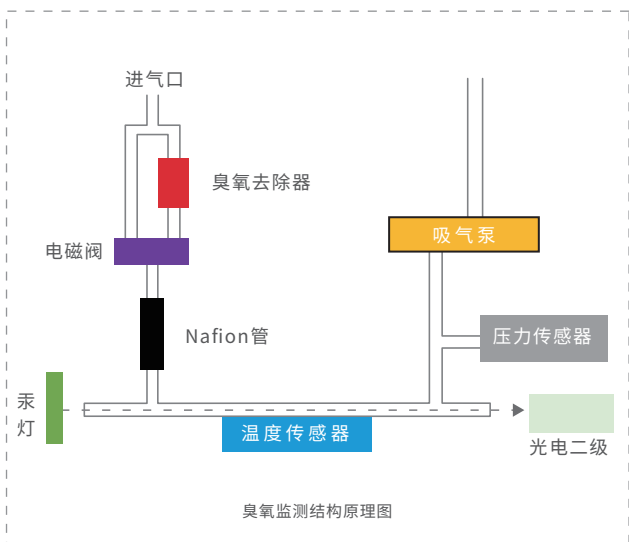 进气口
臭氧去除器
吸气泵
电磁阀
Nafion管
压力传感器
汞
灯
温度传感器
光电二级
臭氧监测结构原理图